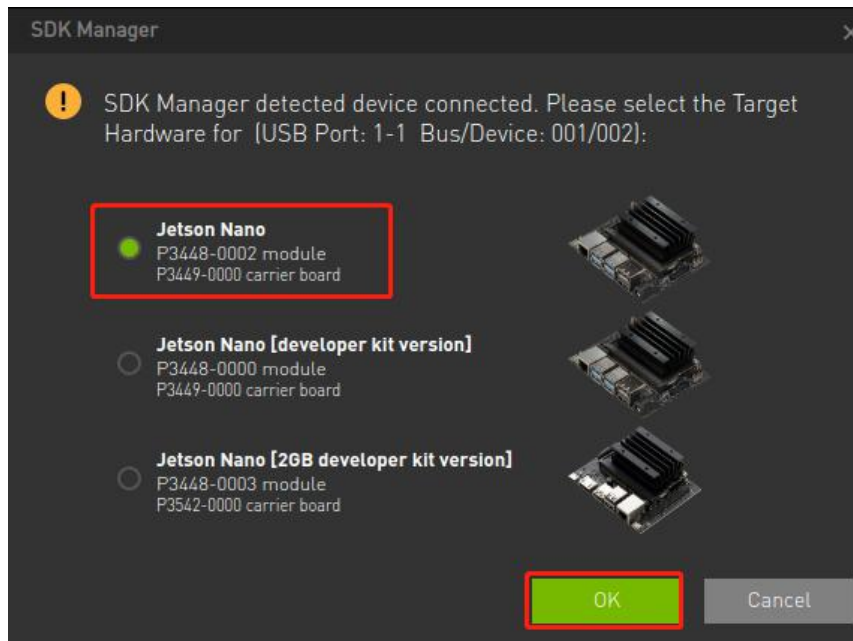 SDK Manager
SDK Manager detected device connected. Please select the Target
Hardware for (USB Port: 1-1 Bus/Device: 001/002):
Jetson Nano
P3448-0002 module
P3449-0000 carrier board
Jetson Nano [developer kit version]
P3448-0000 module
P3449-0000 carrier board
Jetson Nano [2GB developer kit version]
P3448-0003 module
P3542-0000 carrier board
OK Cancel